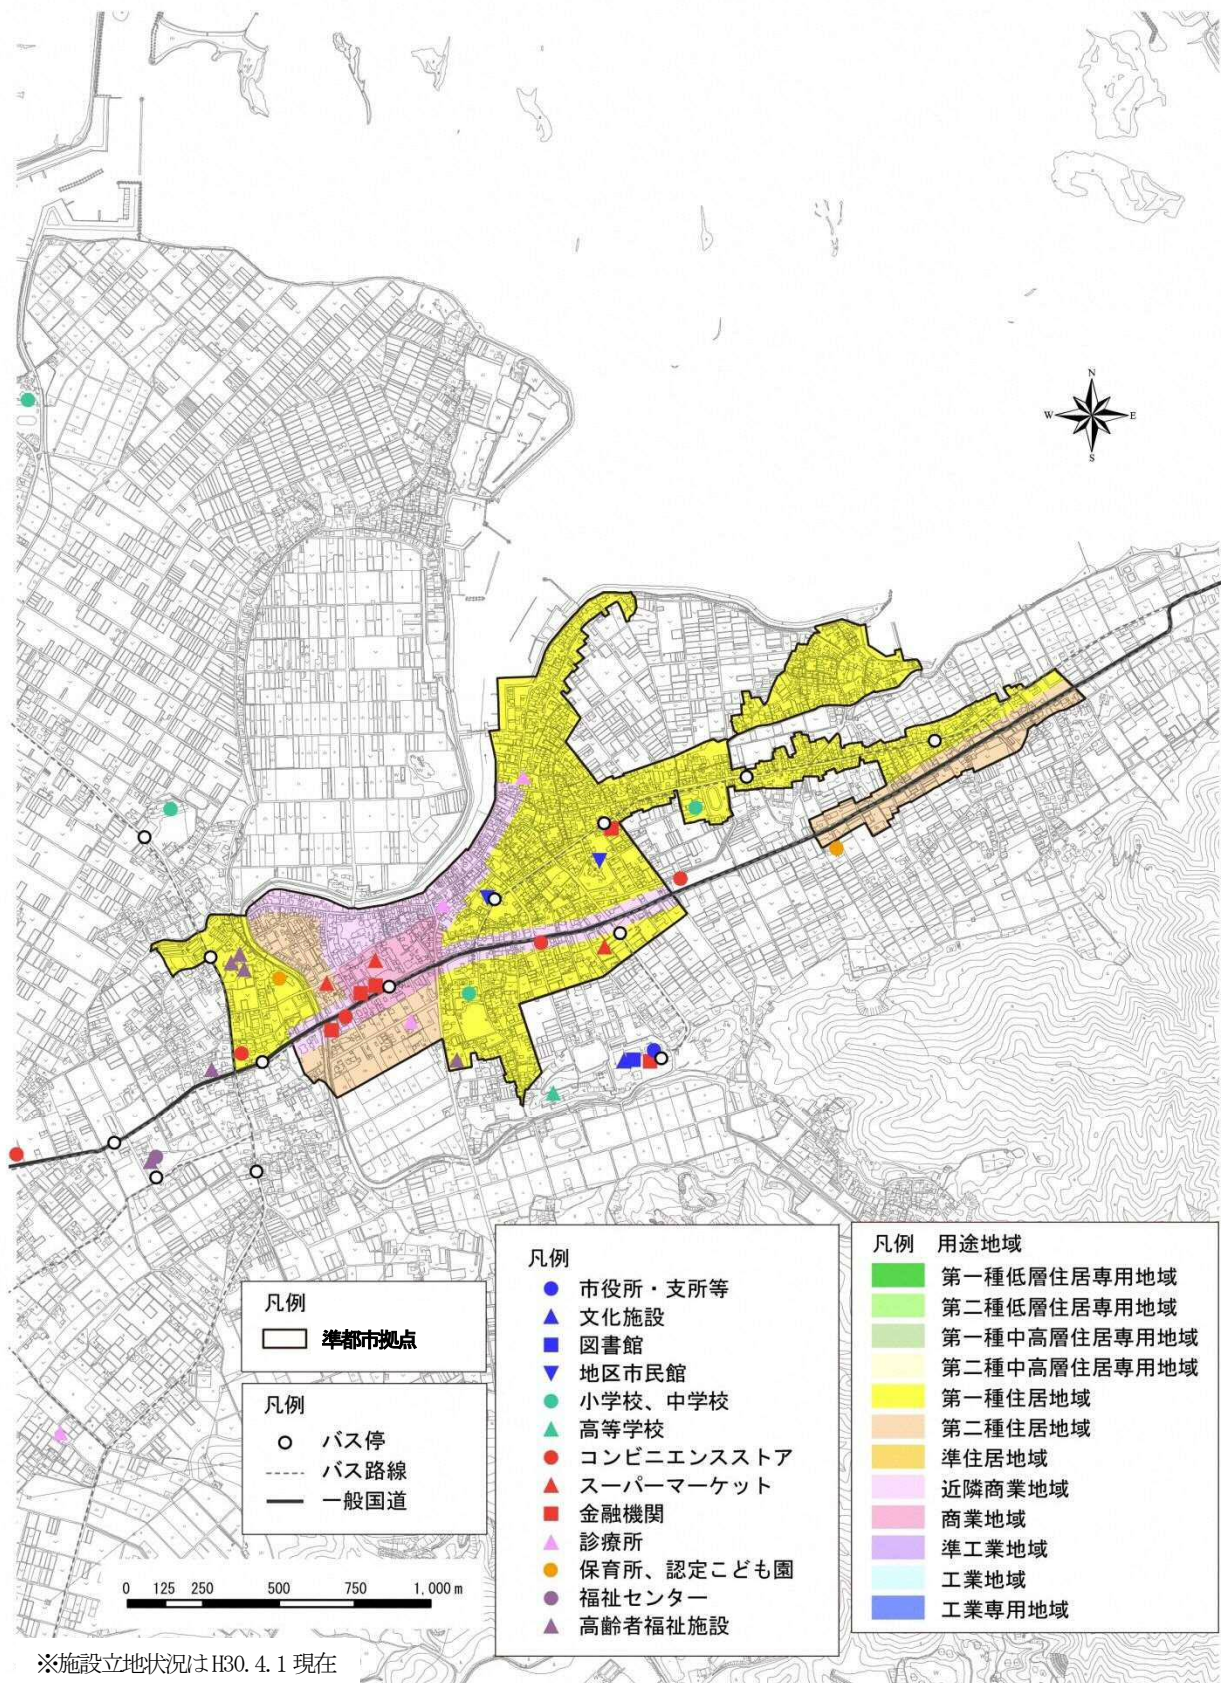 N
W
E
S
凡例
準都市拠点
凡例
バス停
バス路線
一般国道
0 125 250 500 750 1,000 m
※施設立地状況はH30.4.1 現在
凡例
市役所・支所等
文化施設
図書館
地区市民館
小学校、中学校
高等学校
コンビニエンスストア
スーパーマーケット
金融機関
診療所
保育所、認定こども園
福祉センター
高齢者福祉施設
凡例 用途地域
第一種低層住居専用地域
第二種低層住居専用地域
第一種中高層住居専用地域
第二種中高層住居専用地域
第一種住居地域
第二種住居地域
準住居地域
近隣商業地域
商業地域
準工業地域
工業地域
工業専用地域